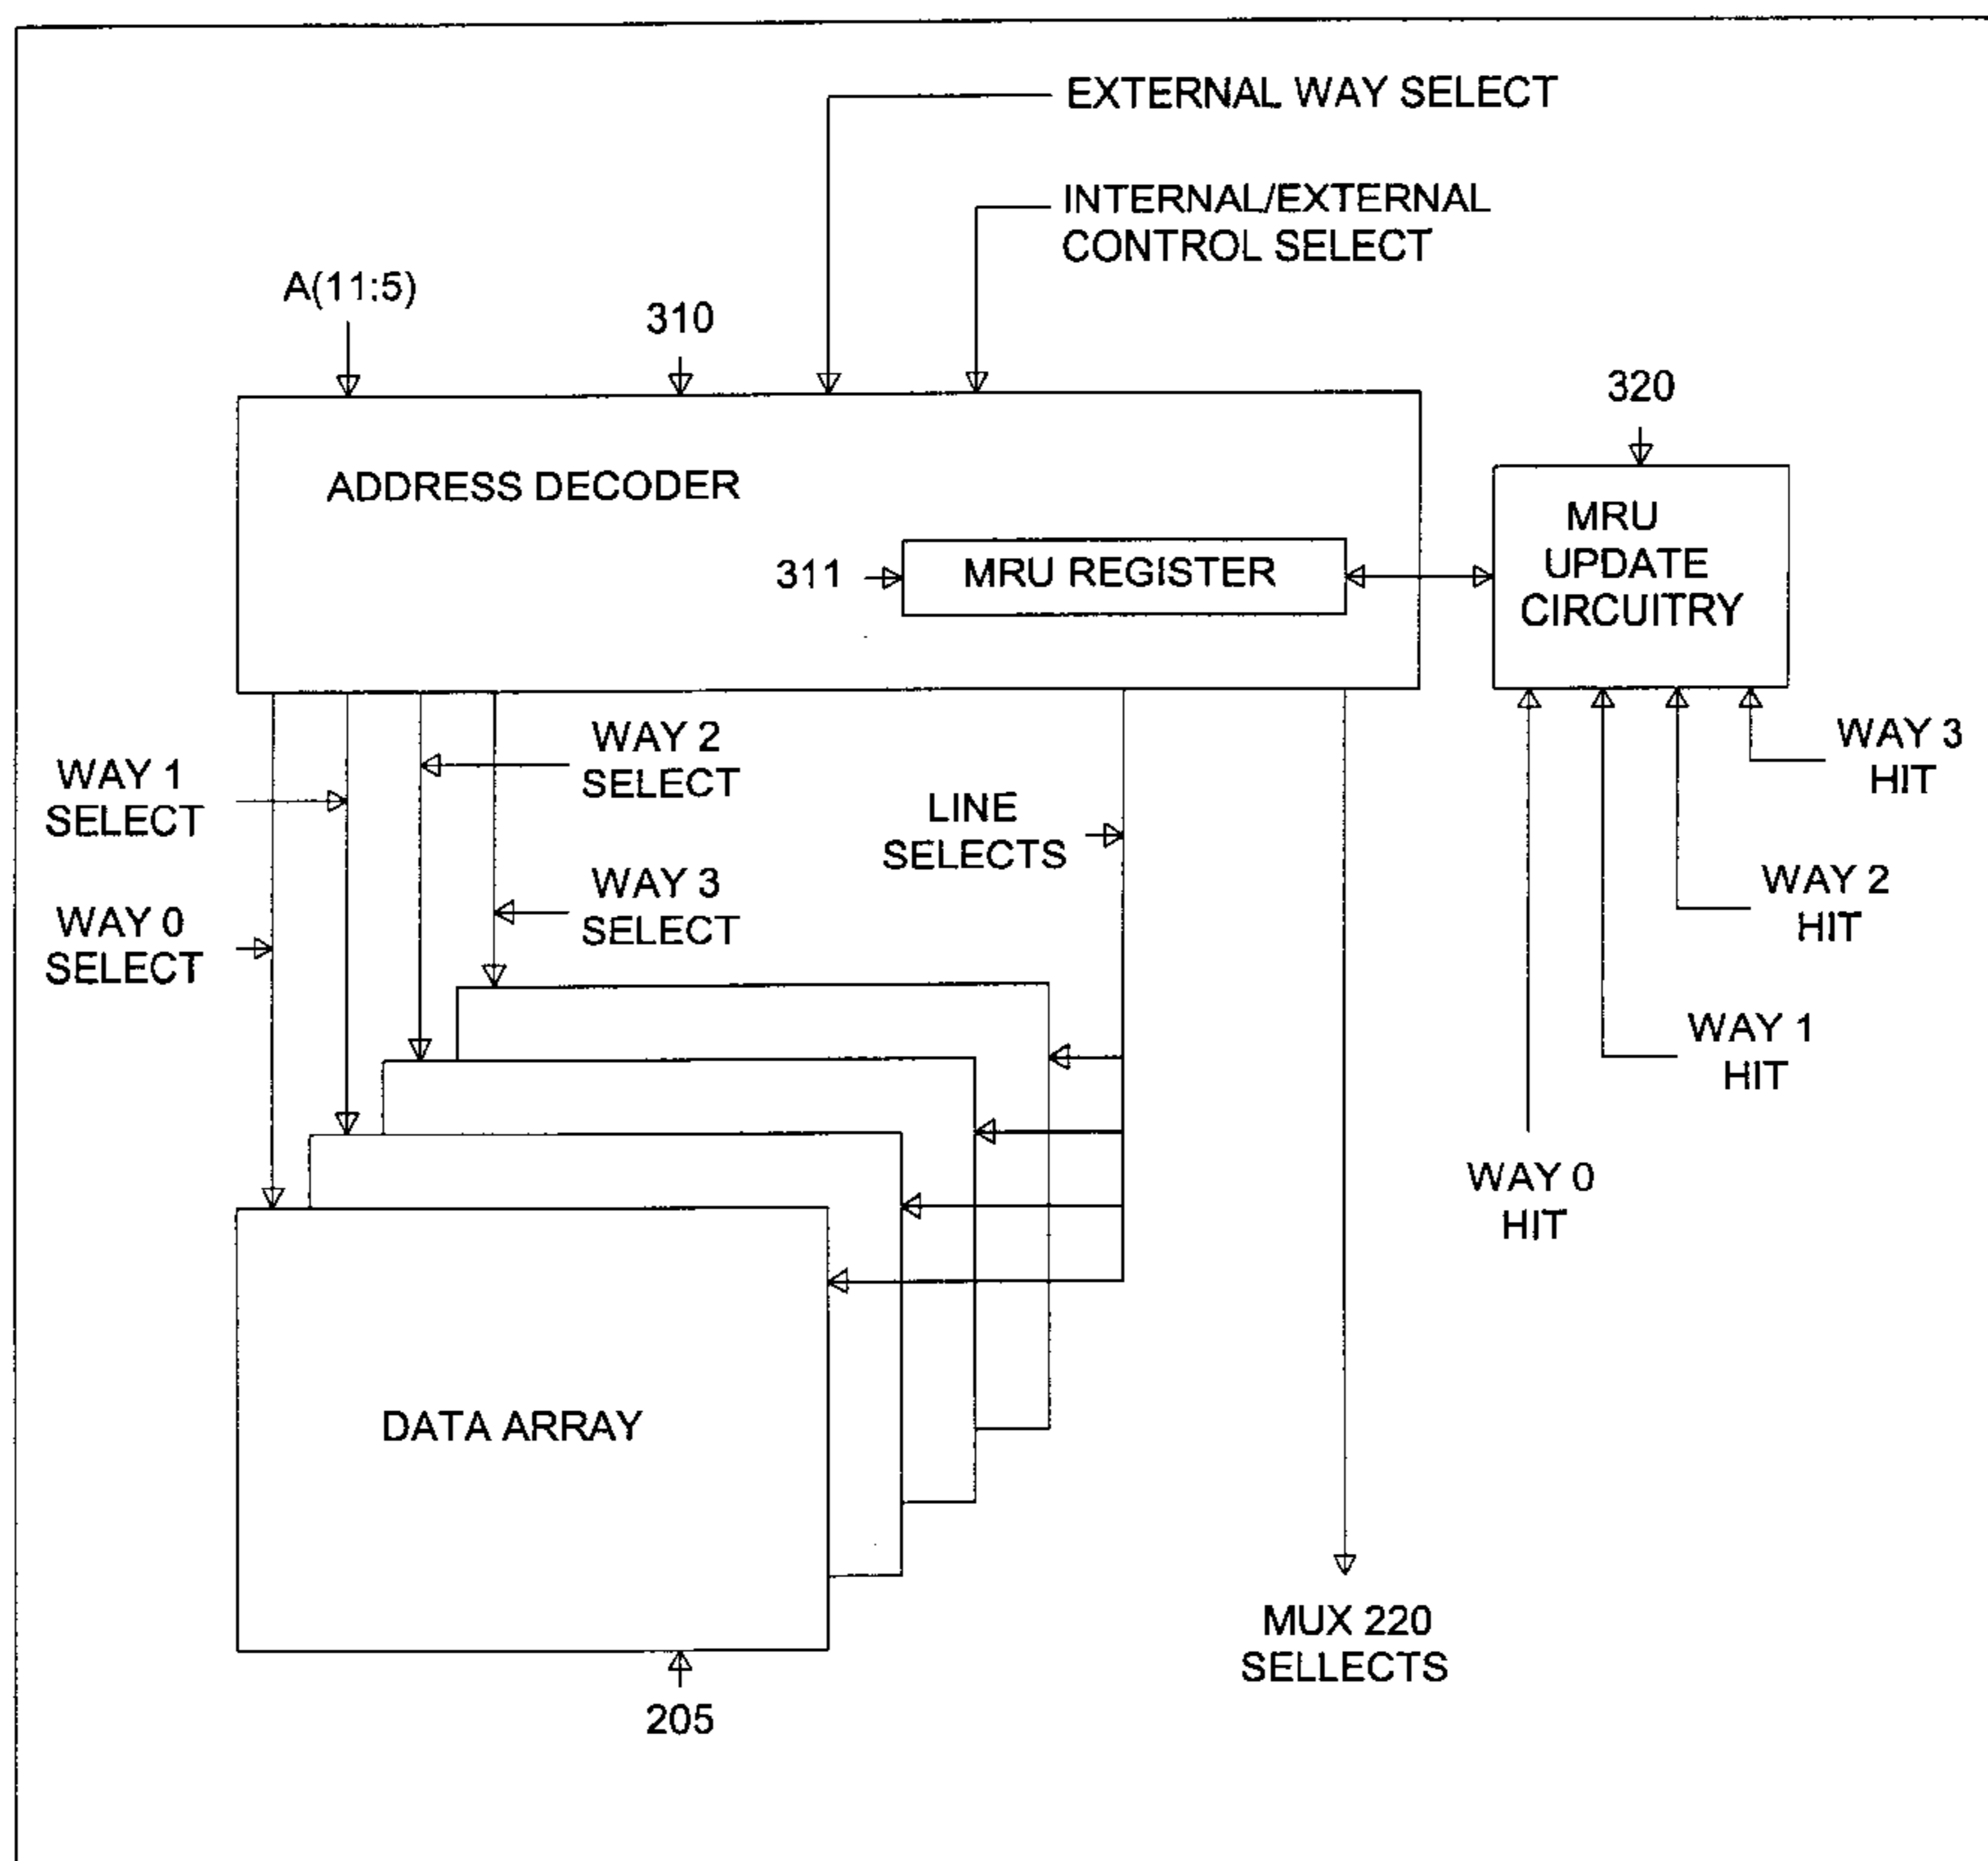 EXTERNAL WAY SELECT
INTERNAL/EXTERNAL
CONTROL SELECT
A(11:5)
310
320
ADDRESS DECODER
MRU
UPDATE
CIRCUITRY
311
MRU REGISTER
WAY 2
SELECT
WAY 3
HIT
WAY 1
SELECT
LINE
SELECTS
WAY 3
SELECT
WAY 2
HIT
WAY 0
SELECT
WAY 1
HIT
WAY 0
HIT
DATA ARRAY
MUX 220
SELLECTS
205